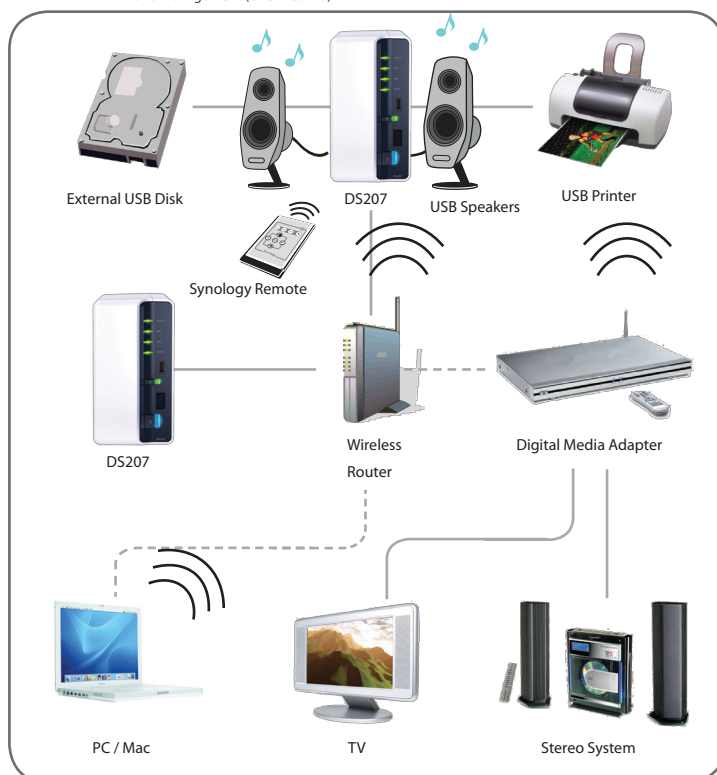 External USB Disk
DS207
USB Speakers
USB Printer
Synology Remote
DS207
Wireless
Router
Digital Media Adapter
PC / Mac
TV
Stereo System